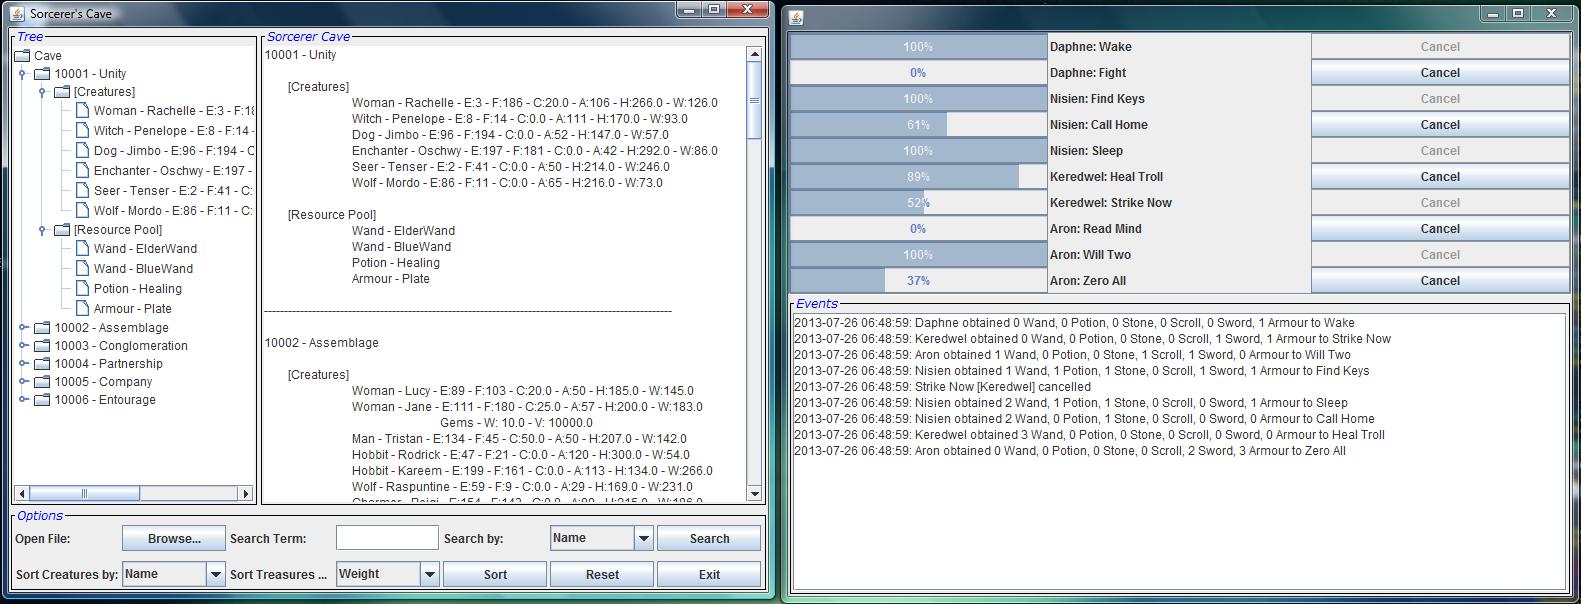 Sorcerer's Cave
Tree
Cave
10001 - Unity
[Creatures]
Woman - Rachelle - E:3 - F:18
Witch - Penelope - E:8 - F:14 -
Dog - Jimbo - E:96 - F:194 - C
Enchanter - Oschwy - E:197 -
Seer - Tenser - E:2 - F:41 - C:
Wolf - Mordo - E:86 - F:11 - C:
[Resource Pool]
Wand - ElderWand
Wand - BlueWand
Potion - Healing
Armour - Plate
10002 - Assemblage
10003 - Conglomeration
10004 - Partnership
10005 - Company
10006 - Entourage
Sorcerer Cave
10001 - Unity
[Creatures]
Woman - Rachelle - E:3 - F:186 - C:20.0 - A:106 - H:266.0 - W:126.0
Witch - Penelope - E:8 - F:14 - C:0.0 - A:111 - H:170.0 - W:93.0
Dog - Jimbo - E:96 - F:194 - C:0.0 - A:52 - H:147.0 - W:57.0
Enchanter - Oschwy - E:197 - F:181 - C:0.0 - A:42 - H:292.0 - W:86.0
Seer - Tenser - E:2 - F:41 - C:0.0 - A:50 - H:214.0 - W:246.0
Wolf - Mordo - E:86 - F:11 - C:0.0 - A:65 - H:216.0 - W:73.0
[Resource Pool]
Wand - ElderWand
Wand - BlueWand
Potion - Healing
Armour - Plate
10002 - Assemblage
[Creatures]
Woman - Lucy - E:89 - F:103 - C:20.0 - A:50 - H:185.0 - W:145.0
Woman - Jane - E:111 - F:180 - C:25.0 - A:57 - H:200.0 - W:183.0
Gems - W: 10.0 - V: 10000.0
Man - Tristan - E:134 - F:45 - C:50.0 - A:50 - H:207.0 - W:142.0
Hobbit - Rodrick - E:47 - F:21 - C:0.0 - A:120 - H:300.0 - W:54.0
Hobbit - Kareem - E:199 - F:161 - C:0.0 - A:113 - H:134.0 - W:266.0
Wolf - Raspuntine - E:59 - F:9 - C:0.0 - A:29 - H:169.0 - W:231.0
Options
Open File: Browse... Search Term: Search by: Name Search
Sort Creatures by: Name Sort Treasures ... Weight Sort Reset Exit
100% Daphne: Wake Cancel
0% Daphne: Fight Cancel
100% Nisien: Find Keys Cancel
61% Nisien: Call Home Cancel
100% Nisien: Sleep Cancel
89% Keredwel: Heal Troll Cancel
52% Keredwel: Strike Now Cancel
0% Aron: Read Mind Cancel
100% Aron: Will Two Cancel
37% Aron: Zero All Cancel
Events
2013-07-26 06:48:59: Daphne obtained 0 Wand, 0 Potion, 0 Stone, 0 Scroll, 0 Sword, 1 Armour to Wake
2013-07-26 06:48:59: Keredwel obtained 0 Wand, 0 Potion, 0 Stone, 0 Scroll, 1 Sword, 1 Armour to Strike Now
2013-07-26 06:48:59: Aron obtained 1 Wand, 0 Potion, 0 Stone, 1 Scroll, 1 Sword, 0 Armour to Will Two
2013-07-26 06:48:59: Nisien obtained 1 Wand, 1 Potion, 1 Stone, 0 Scroll, 1 Sword, 1 Armour to Find Keys
2013-07-26 06:48:59: Strike Now [Keredwel] cancelled
2013-07-26 06:48:59: Nisien obtained 2 Wand, 1 Potion, 1 Stone, 0 Scroll, 0 Sword, 1 Armour to Sleep
2013-07-26 06:48:59: Nisien obtained 2 Wand, 0 Potion, 1 Stone, 0 Scroll, 0 Sword, 0 Armour to Call Home
2013-07-26 06:48:59: Keredwel obtained 3 Wand, 0 Potion, 0 Stone, 0 Scroll, 0 Sword, 0 Armour to Heal Troll
2013-07-26 06:48:59: Aron obtained 0 Wand, 0 Potion, 0 Stone, 0 Scroll, 2 Sword, 3 Armour to Zero All